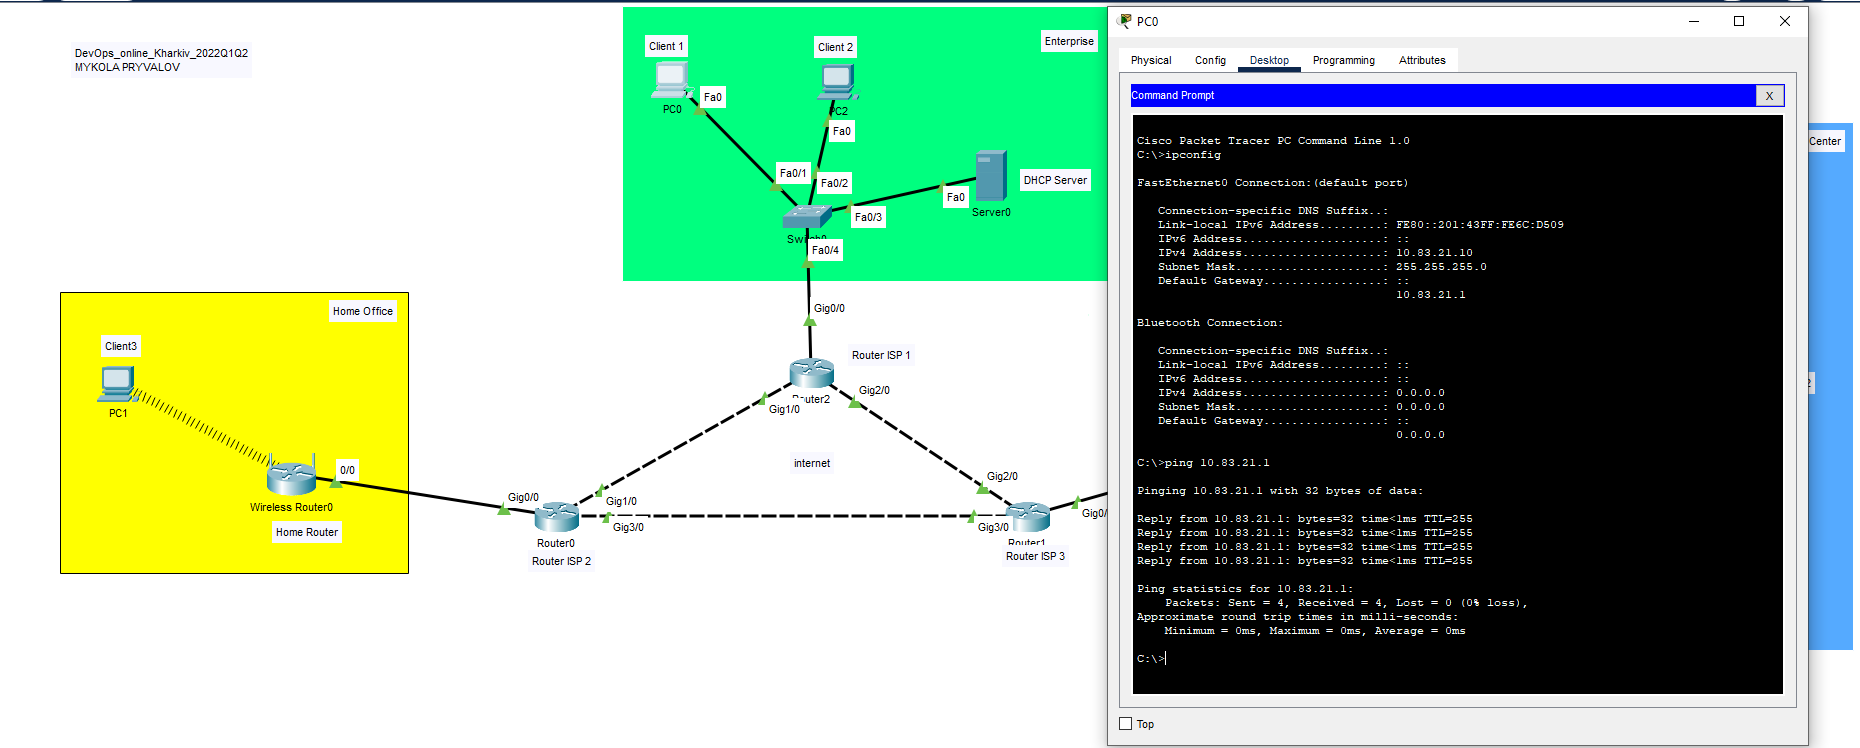 DevOps_online_Kharkiv_2022Q1Q2
MYKOLA PRYVALOV
Enterprise
Client 1
Client 2
PC0
Fa0
PC2
Fa0
Fa0/1
Fa0/2
Fa0/3
Fa0
DHCP Server
Server0
Switch0
Fa0/4
Gig0/0
Router ISP 1
Router2
Gig1/0
Gig2/0
internet
Home Office
Client3
PC1
0/0
Wireless Router0
Home Router
Gig0/0
Gig1/0
Gig3/0
Router0
Router ISP 2
Gig2/0
Gig3/0
Gig0/
Router1
Router ISP 3
Center
PC0
Physical Config Desktop Programming Attributes
Command Prompt X
Cisco Packet Tracer PC Command Line 1.0
C:\>ipconfig
FastEthernet0 Connection:(default port)
Connection-specific DNS Suffix..:
Link-local IPv6 Address.........: FE80::201:43FF:FE6C:D509
IPv6 Address....................: ::
IPv4 Address....................: 10.83.21.10
Subnet Mask.....................: 255.255.255.0
Default Gateway.................: ::
10.83.21.1
Bluetooth Connection:
Connection-specific DNS Suffix..:
Link-local IPv6 Address.........: ::
IPv6 Address....................: ::
IPv4 Address....................: 0.0.0.0
Subnet Mask.....................: 0.0.0.0
Default Gateway.................: ::
0.0.0.0
C:\>ping 10.83.21.1
Pinging 10.83.21.1 with 32 bytes of data:
Reply from 10.83.21.1: bytes=32 time<1ms TTL=255
Reply from 10.83.21.1: bytes=32 time<1ms TTL=255
Reply from 10.83.21.1: bytes=32 time<1ms TTL=255
Reply from 10.83.21.1: bytes=32 time<1ms TTL=255
Ping statistics for 10.83.21.1:
Packets: Sent = 4, Received = 4, Lost = 0 (0% loss),
Approximate round trip times in milli-seconds:
Minimum = 0ms, Maximum = 0ms, Average = 0ms
C:\>
Top